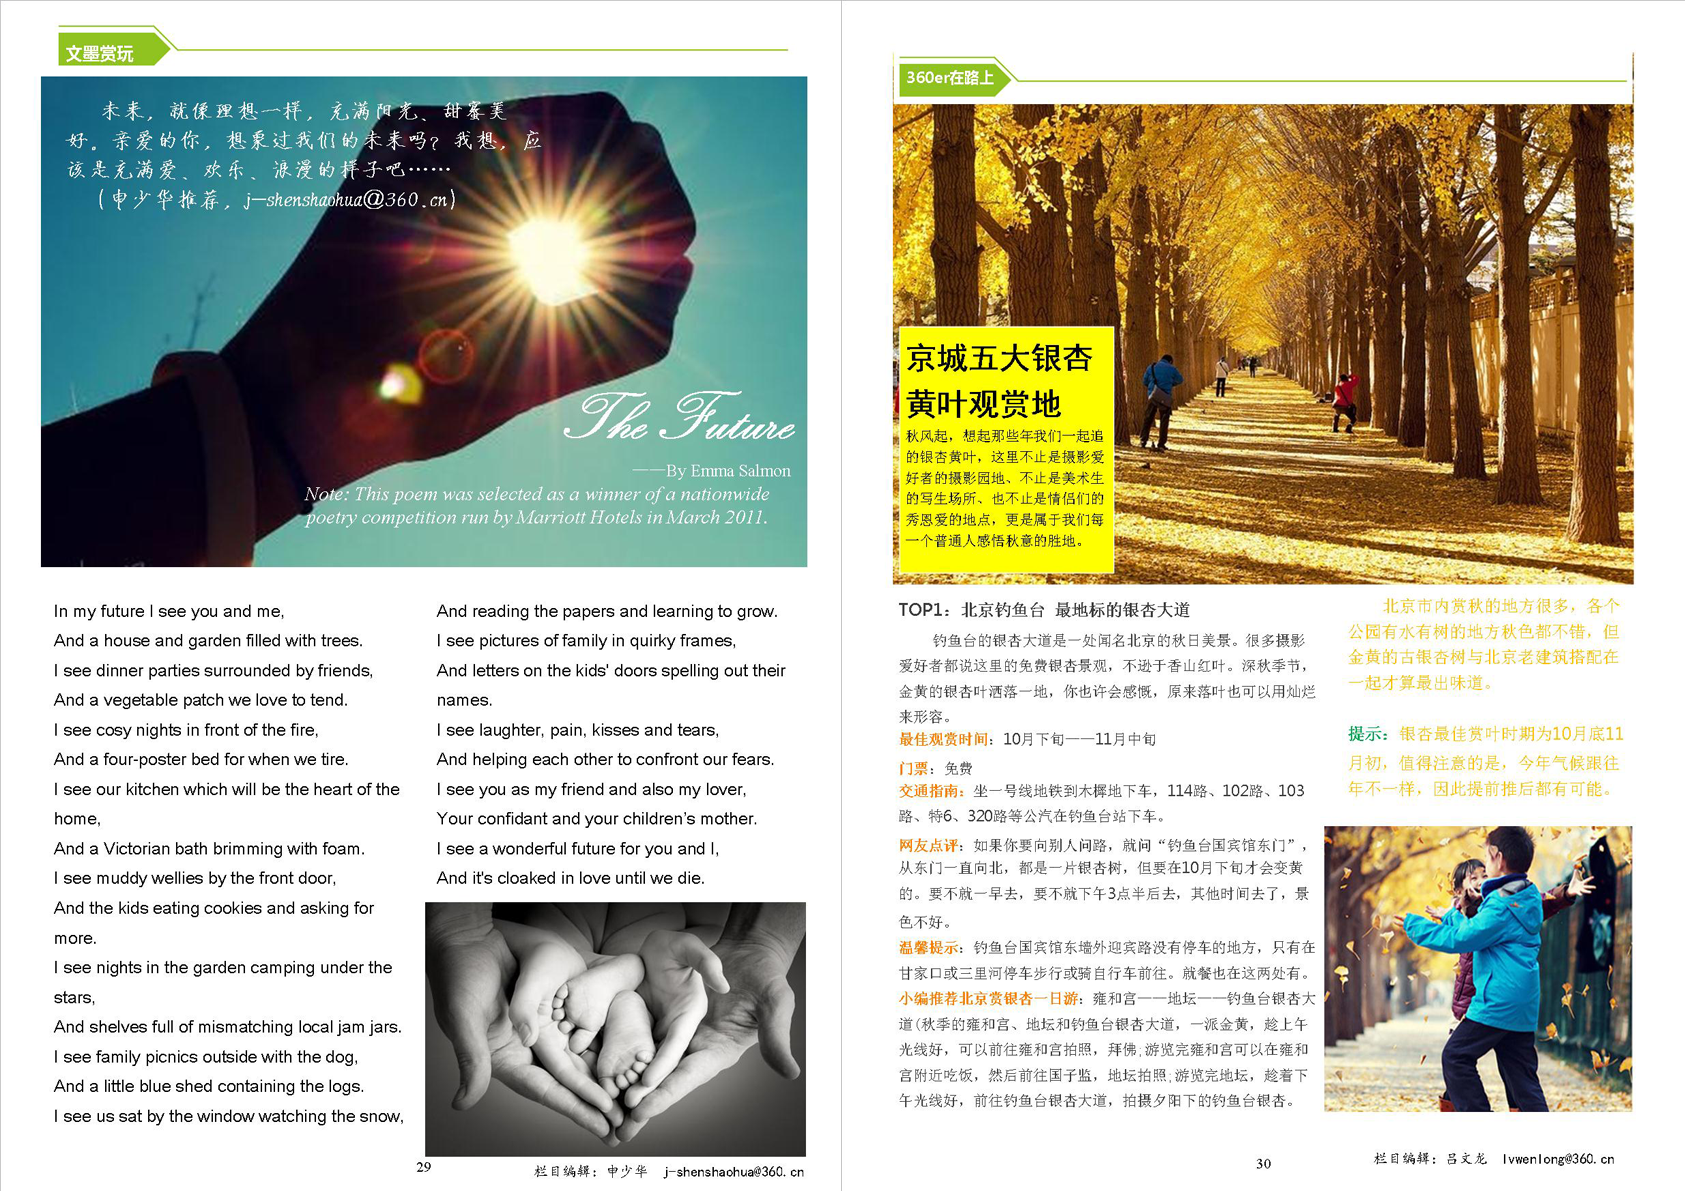 文墨赏玩
未来，就像理想一样，充满阳光、甜蜜美
好。亲爱的你，想象过我们的未来吗？我想，应
该是充满爱、欢乐、浪漫的样子吧……
（申少华推荐，j-shenshaohua@360.cn）
The Future
——By Emma Salmon
Note: This poem was selected as a winner of a nationwide
poetry competition run by Marriott Hotels in March 2011.
In my future I see you and me,
And a house and garden filled with trees.
I see dinner parties surrounded by friends,
And a vegetable patch we love to tend.
I see cosy nights in front of the fire,
And a four-poster bed for when we tire.
I see our kitchen which will be the heart of the
home,
And a Victorian bath brimming with foam.
I see muddy wellies by the front door,
And the kids eating cookies and asking for
more.
I see nights in the garden camping under the
stars,
And shelves full of mismatching local jam jars.
I see family picnics outside with the dog,
And a little blue shed containing the logs.
I see us sat by the window watching the snow,
And reading the papers and learning to grow.
I see pictures of family in quirky frames,
And letters on the kids' doors spelling out their
names.
I see laughter, pain, kisses and tears,
And helping each other to confront our fears.
I see you as my friend and also my lover,
Your confidant and your children's mother.
I see a wonderful future for you and I,
And it's cloaked in love until we die.
29
栏目编辑：申少华 j-shenshaohua@360.cn
360er在路上
京城五大银杏
黄叶观赏地
秋风起，想起那些年我们一起追
的银杏黄叶，这里不止是摄影爱
好者的摄影园地、不止是美术生
的写生场所、也不止是情侣们的
秀恩爱的地点，更是属于我们每
一个普通人感悟秋意的胜地。
TOP1：北京钓鱼台 最地标的银杏大道
钓鱼台的银杏大道是一处闻名北京的秋日美景。很多摄影
爱好者都说这里的免费银杏景观，不逊于香山红叶。深秋季节，
金黄的银杏叶洒落一地，你也许会感慨，原来落叶也可以用灿烂
来形容。
最佳观赏时间：10月下旬——11月中旬
门票：免费
交通指南：坐一号线地铁到木樨地下车，114路、102路、103
路、特6、320路等公汽在钓鱼台站下车。
网友点评：如果你要向别人问路，就问“钓鱼台国宾馆东门”，
从东门一直向北，都是一片银杏树，但要在10月下旬才会变黄
的。要不就一早去，要不就下午3点半后去，其他时间去了，景
色不好。
温馨提示：钓鱼台国宾馆东墙外迎宾路没有停车的地方，只有在
甘家口或三里河停车步行或骑自行车前往。就餐也在这两处有。
小编推荐北京赏银杏一日游：雍和宫——地坛——钓鱼台银杏大
道(秋季的雍和宫、地坛和钓鱼台银杏大道，一派金黄，趁上午
光线好，可以前往雍和宫拍照，拜佛;游览完雍和宫可以在雍和
宫附近吃饭，然后前往国子监，地坛拍照;游览完地坛，趁着下
午光线好，前往钓鱼台银杏大道，拍摄夕阳下的钓鱼台银杏。
北京市内赏秋的地方很多，各个
公园有水有树的地方秋色都不错，但
金黄的古银杏树与北京老建筑搭配在
一起才算最出味道。
提示：银杏最佳赏叶时期为10月底11
月初，值得注意的是，今年气候跟往
年不一样，因此提前推后都有可能。
30
栏目编辑：吕文龙 lvwenlong@360.cn